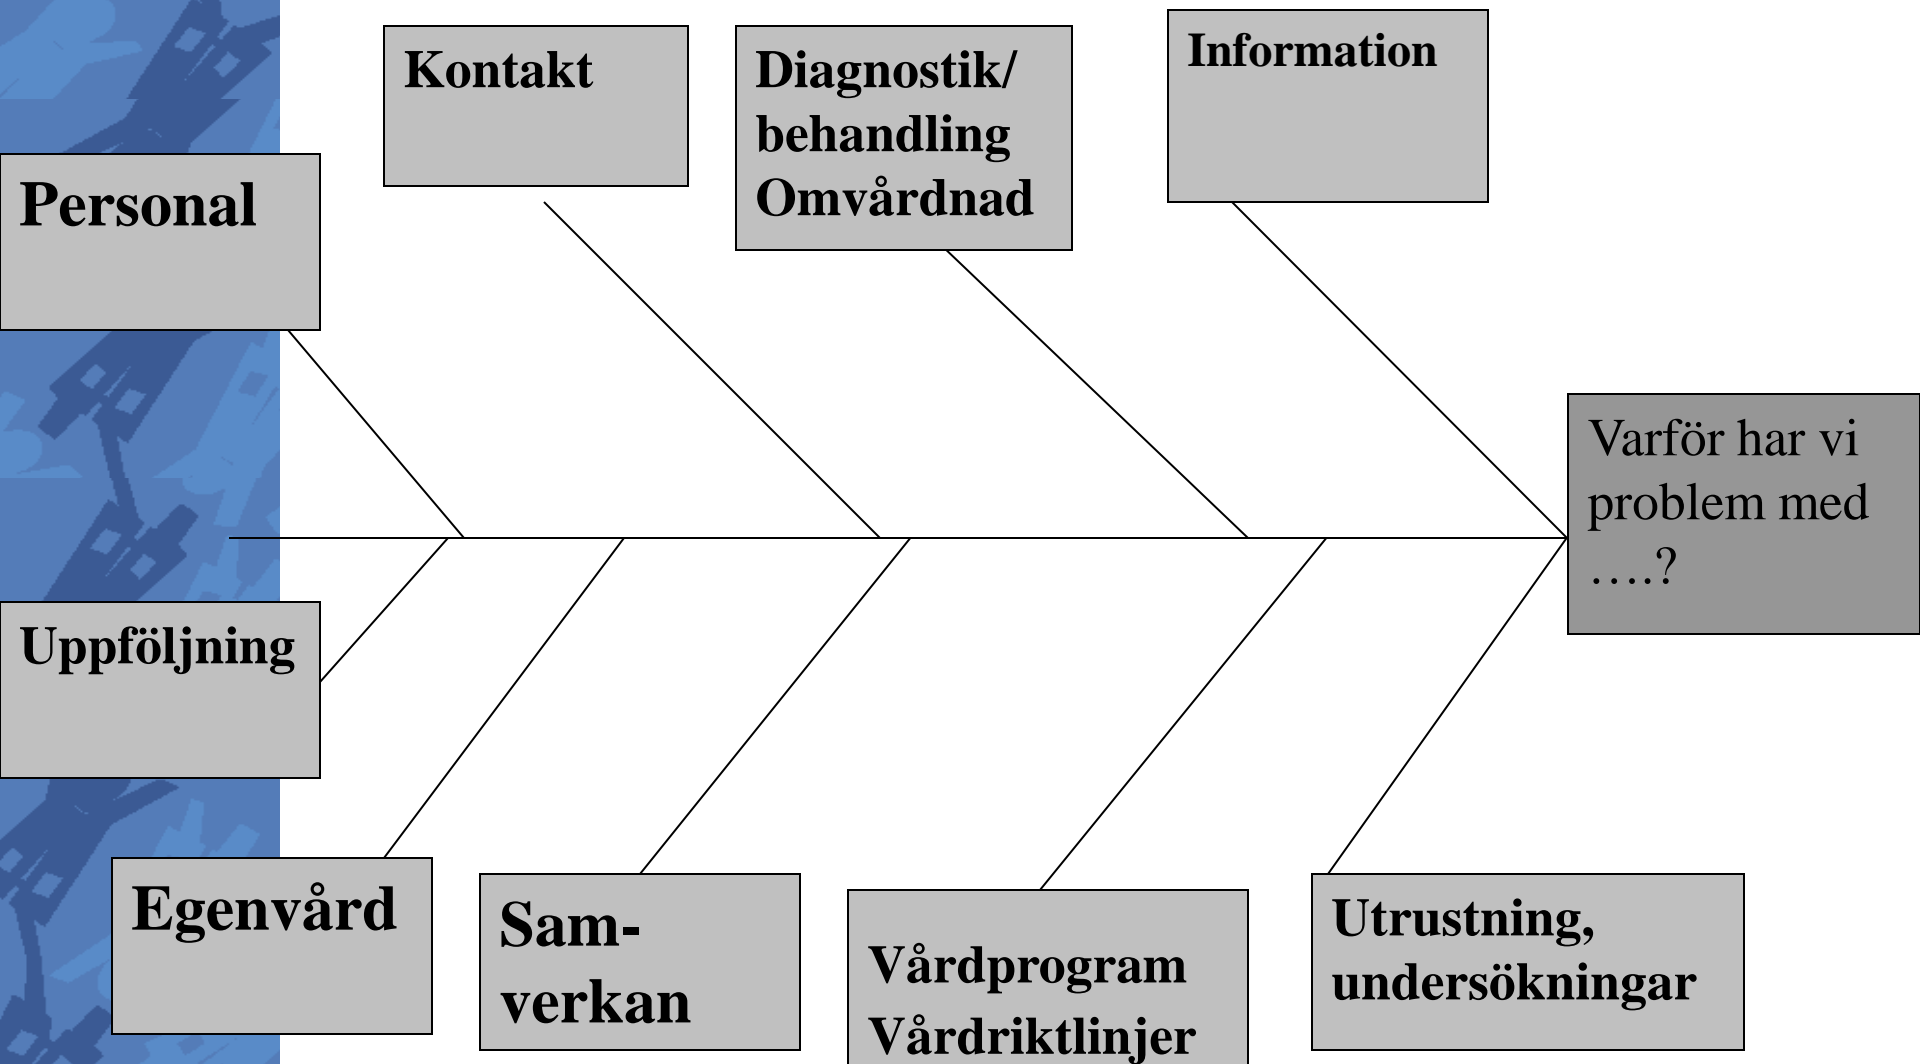 Kontakt
Diagnostik/
behandling
Omvårdnad
Information
Personal
Varför har vi
problem med
….?
Uppföljning
Egenvård
Sam-
verkan
Vårdprogram
Vårdriktlinjer
Utrustning,
undersökningar